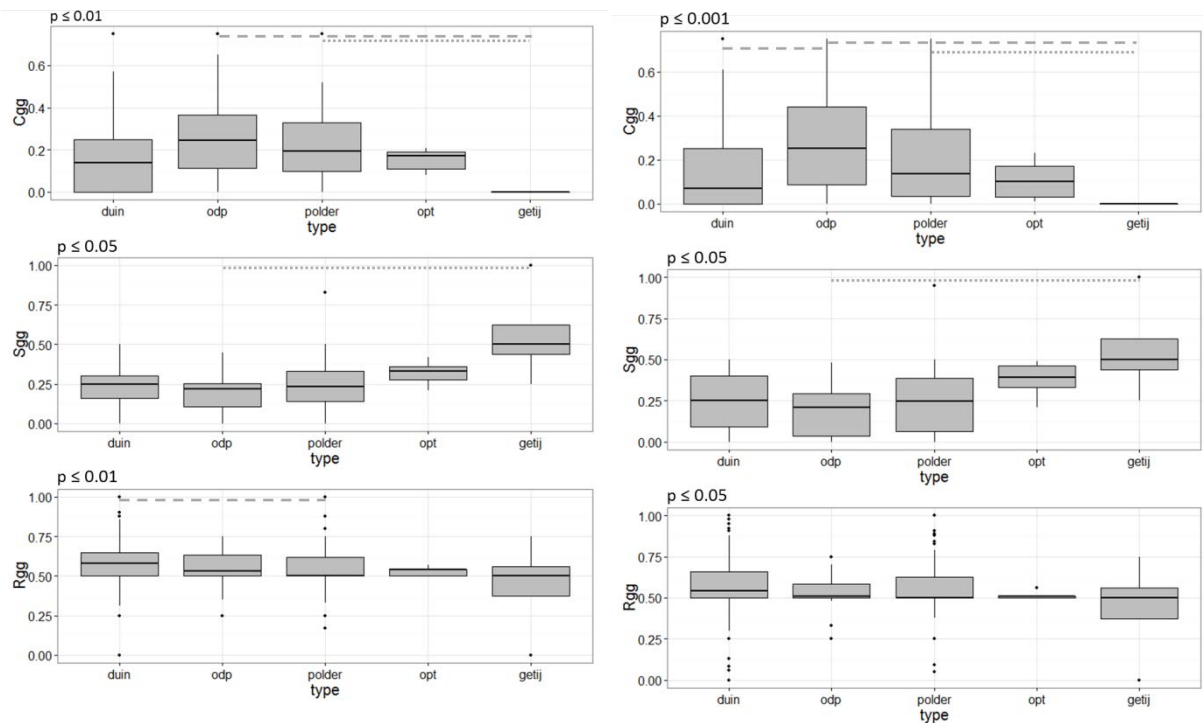 p ≤ 0.01
Cgg
0.6
0.4
0.2
0.0
duin odp polder opt getij
type
p ≤ 0.05
Sgg
1.00
0.75
0.50
0.25
0.00
duin odp polder opt getij
type
p ≤ 0.01
Rgg
1.00
0.75
0.50
0.25
0.00
duin odp polder opt getij
type
p ≤ 0.001
Cgg
0.6
0.4
0.2
0.0
duin odp polder opt getij
type
p ≤ 0.05
Sgg
1.00
0.75
0.50
0.25
0.00
duin odp polder opt getij
type
p ≤ 0.05
Rgg
1.00
0.75
0.50
0.25
0.00
duin odp polder opt getij
type